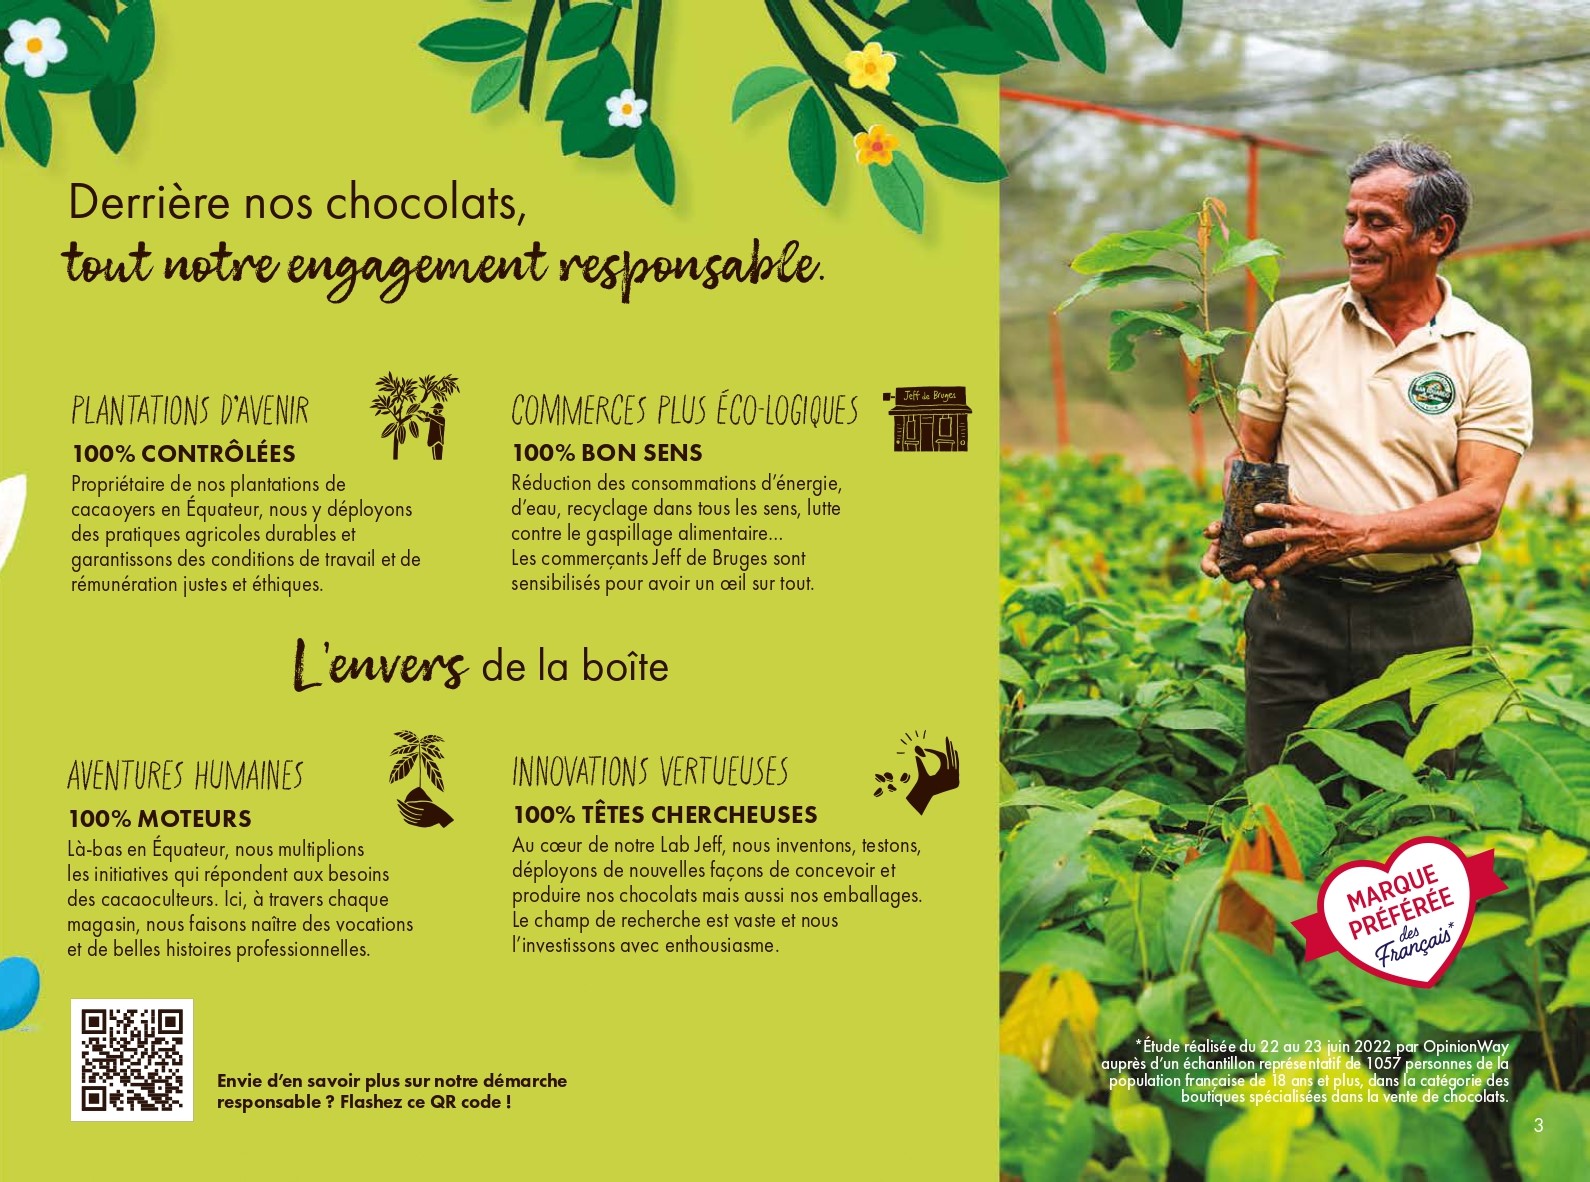 Derrière nos chocolats,
tout notre engagement responsable.
PLANTATIONS D'AVENIR
100% CONTRÔLÉES
Propriétaire de nos plantations de
cacaoyers en Équateur, nous y déployons
des pratiques agricoles durables et
garantissons des conditions de travail et de
rémunération justes et éthiques.
COMMERCES PLUS ÉCO-LOGIQUES
Jeff de Bruges
100% BON SENS
Réduction des consommations d'énergie,
d'eau, recyclage dans tous les sens, lutte
contre le gaspillage alimentaire...
Les commerçants Jeff de Bruges sont
sensibilisés pour avoir un œil sur tout.
L'envers de la boîte
AVENTURES HUMAINES
100% MOTEURS
Là-bas en Équateur, nous multiplions
les initiatives qui répondent aux besoins
des cacaoculteurs. Ici, à travers chaque
magasin, nous faisons naître des vocations
et de belles histoires professionnelles.
INNOVATIONS VERTUEUSES
100% TÊTES CHERCHEUSES
Au cœur de notre Lab Jeff, nous inventons, testons,
déployons de nouvelles façons de concevoir et
produire nos chocolats mais aussi nos emballages.
Le champ de recherche est vaste et nous
l'investissons avec enthousiasme.
Envie d'en savoir plus sur notre démarche
responsable ? Flashez ce QR code !
MARQUE
PRÉFÉRÉE
des
Français*
*Étude réalisée du 22 au 23 juin 2022 par OpinionWay
auprès d'un échantillon représentatif de 1057 personnes de la
population française de 18 ans et plus, dans la catégorie des
boutiques spécialisées dans la vente de chocolats.
3